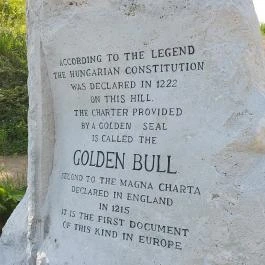 ACCORDING TO THE LEGEND
THE HUNGARIAN CONSTITUTION
WAS DECLARED IN 1222
ON THIS HILL.
THE CHARTER PROVIDED
BY A GOLDEN SEAL
IS CALLED THE
GOLDEN BULL
SECOND TO THE MAGNA CHARTA
DECLARED IN ENGLAND
IN 1215
IT IS THE FIRST DOCUMENT
OF THIS KIND IN EUROPE